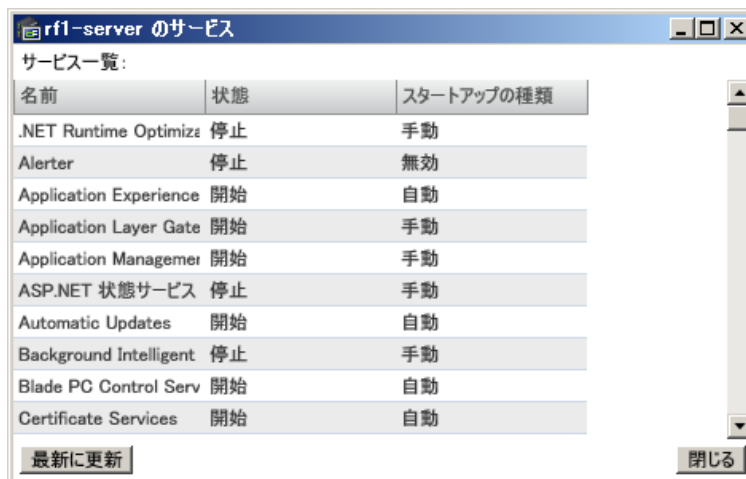 rf1-server のサービス
サービス一覧:
名前 状態 スタートアップの種類
.NET Runtime Optimiza 停止 手動
Alerter 停止 無効
Application Experience 開始 自動
Application Layer Gate 開始 手動
Application Managemer 開始 手動
ASP.NET 状態サービス 停止 手動
Automatic Updates 開始 自動
Background Intelligent 停止 手動
Blade PC Control Serv 開始 自動
Certificate Services 開始 自動
最新に更新 閉じる